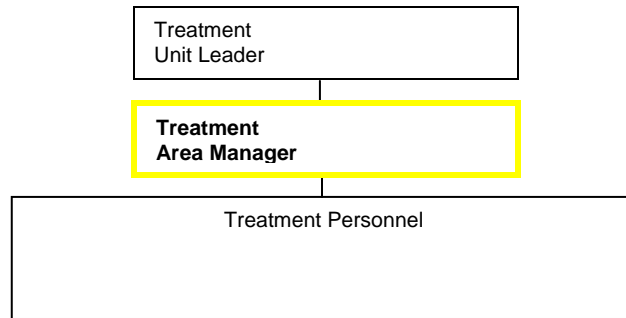 Treatment
Unit Leader
Treatment
Area Manager
Treatment Personnel